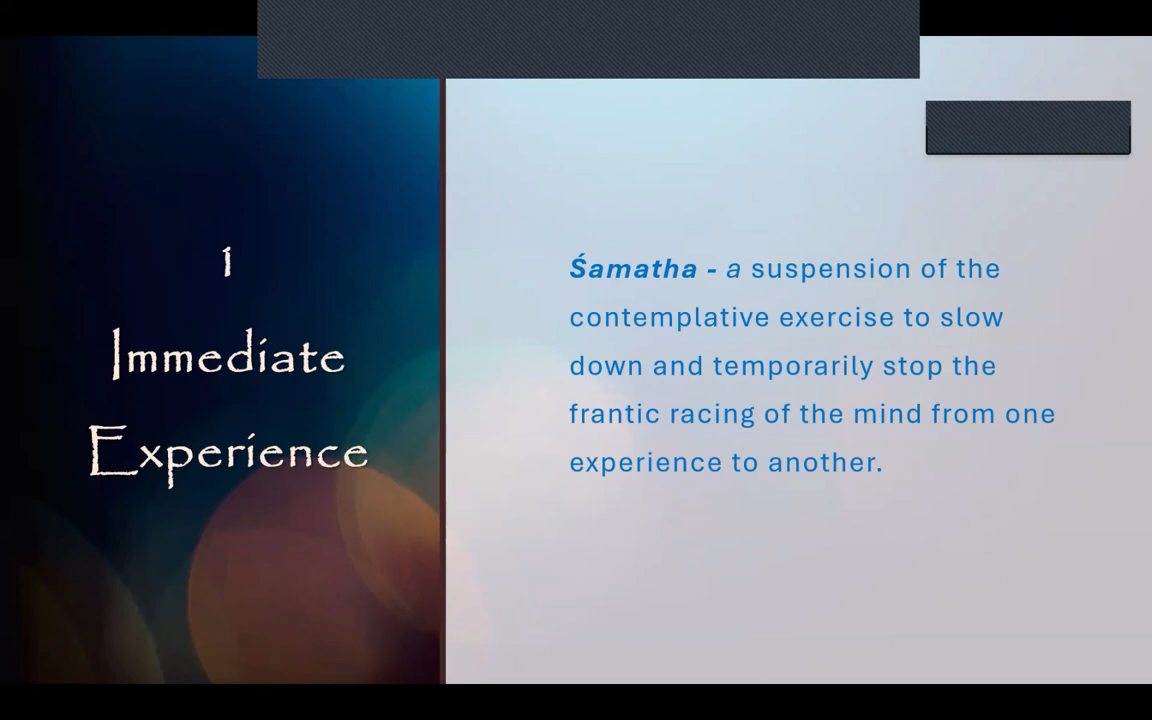 1
Immediate
Experience
Śamatha - a suspension of the
contemplative exercise to slow
down and temporarily stop the
frantic racing of the mind from one
experience to another.